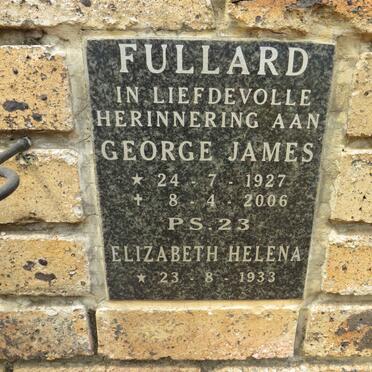 FULLARD
IN LIEFDEVOLLE
HERINNERING AAN
GEORGE JAMES
★ 24 - 7 - 1927
✝ 8 - 4 - 2006
PS. 23
ELIZABETH HELENA
★ 23 - 8 - 1933